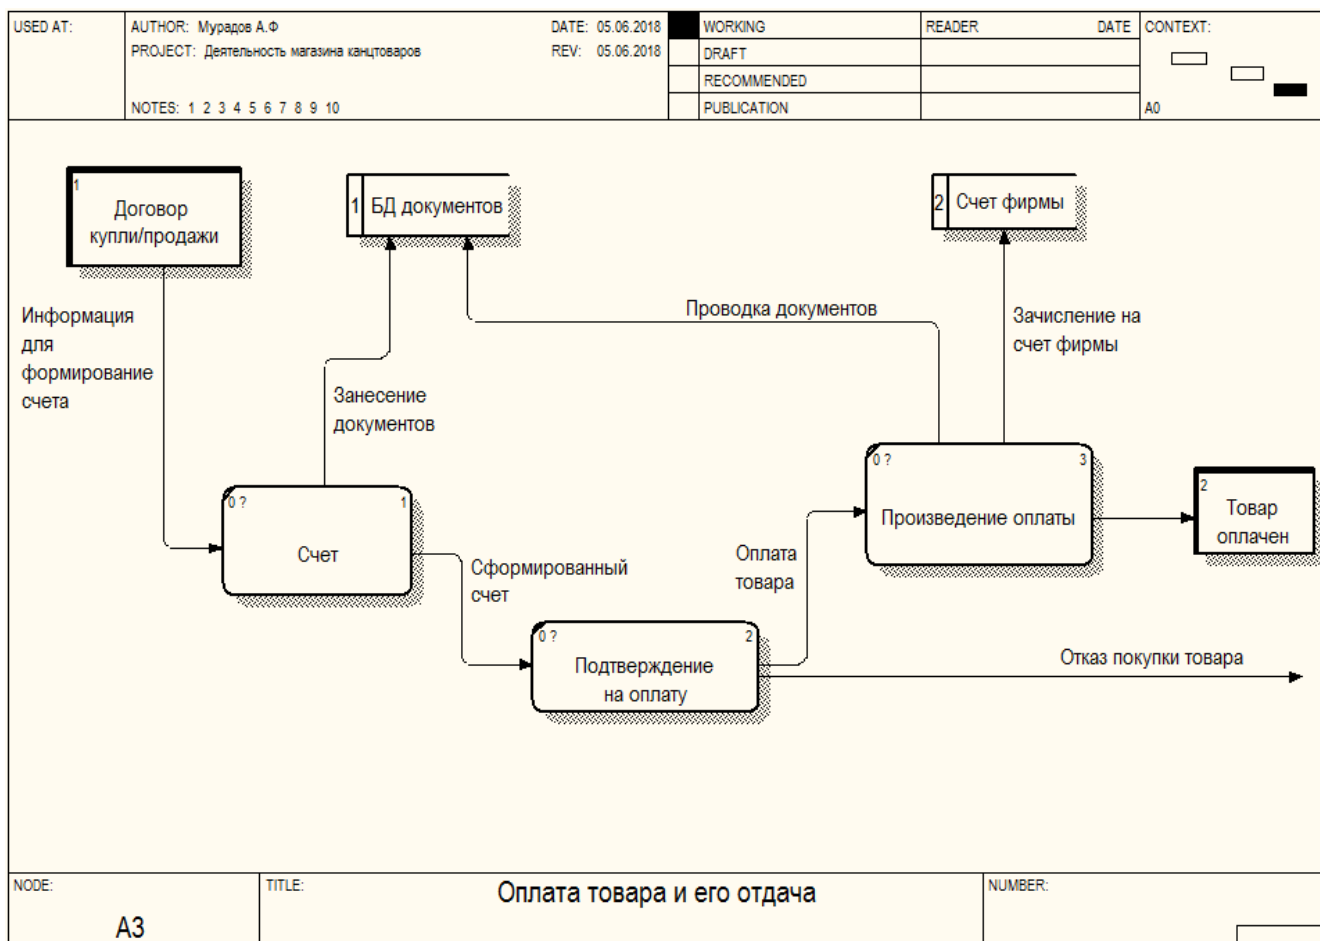 USED AT:
AUTHOR: Мурадов А.Ф
DATE: 05.06.2018
WORKING
READER
DATE
CONTEXT:
PROJECT: Деятельность магазина канцтоваров
REV: 05.06.2018
DRAFT
RECOMMENDED
NOTES: 1 2 3 4 5 6 7 8 9 10
PUBLICATION
A0
1
Договор
купли/продажи
1
БД документов
2
Счет фирмы
Информация
для
формирование
счета
Проводка документов
Зачисление на
счет фирмы
Занесение
документов
0 ?
1
Счет
0 ?
3
Произведение оплаты
2
Товар
оплачен
Сформированный
счет
Оплата
товара
0 ?
2
Подтверждение
на оплату
Отказ покупки товара
NODE:
A3
TITLE:
Оплата товара и его отдача
NUMBER: